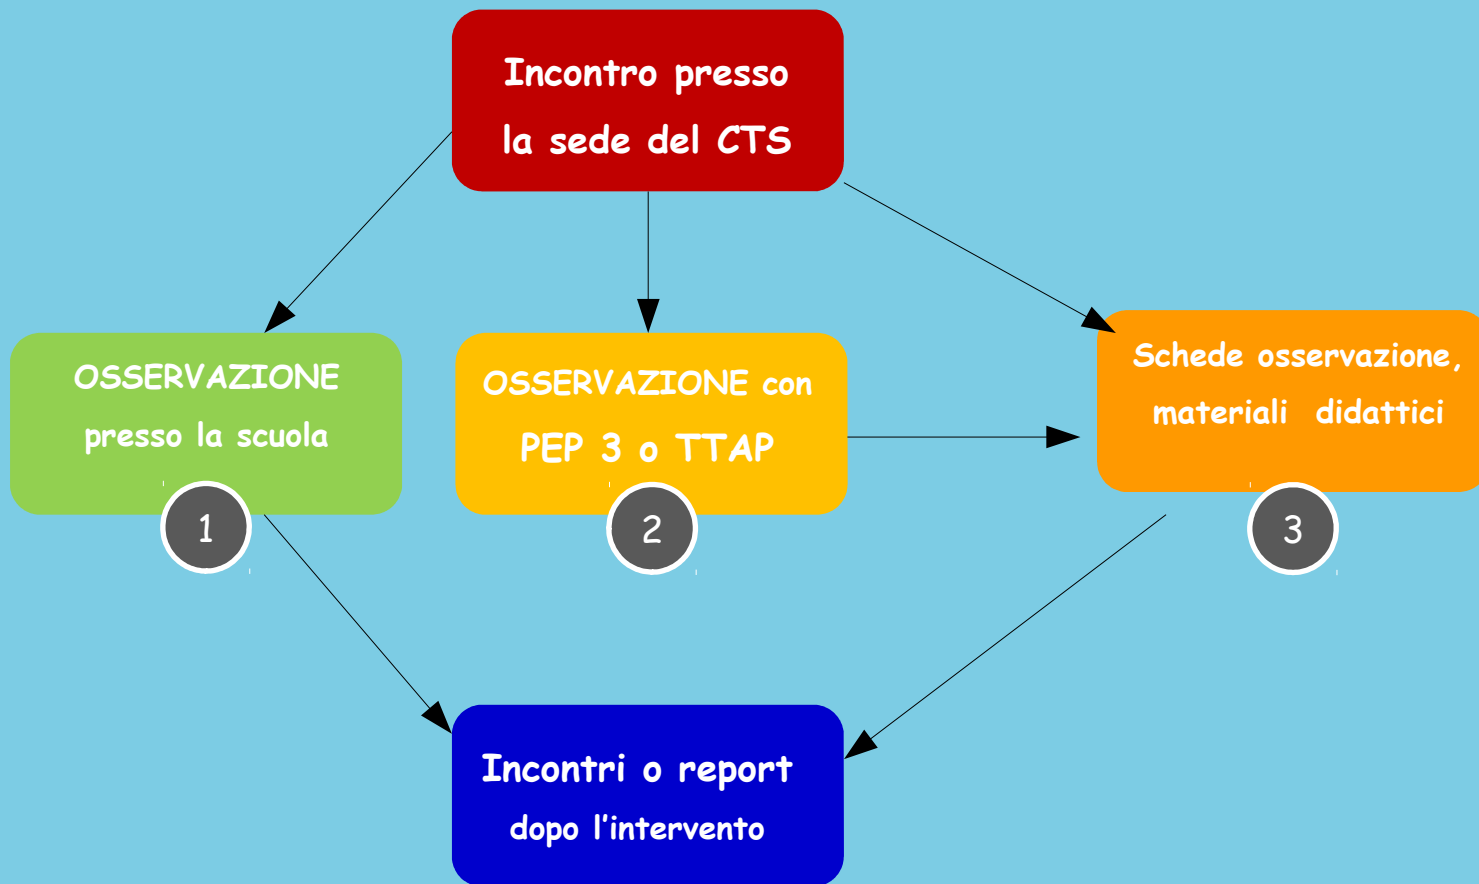 Incontro presso
la sede del CTS
OSSERVAZIONE
presso la scuola
1
OSSERVAZIONE con
PEP 3 o TTAP
2
Schede osservazione,
materiali didattici
3
Incontri o report
dopo l'intervento